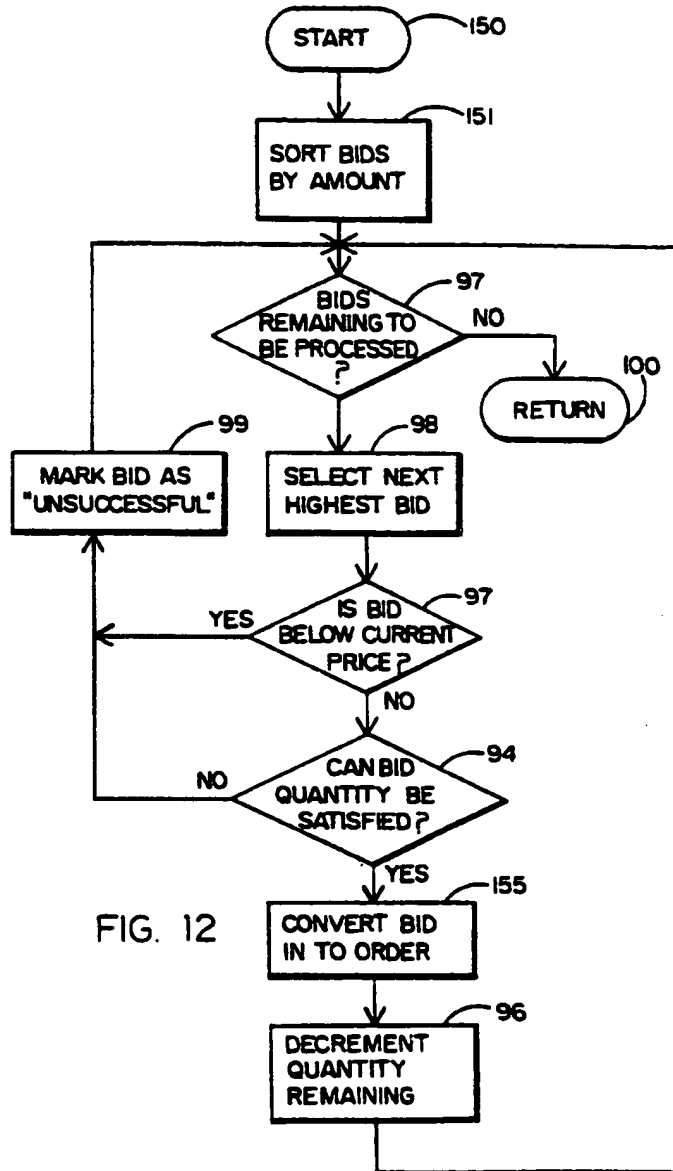 START
150
151
SORT BIDS
BY AMOUNT
97
BIDS
REMAINING TO
BE PROCESSED
?
NO
100
RETURN
99
MARK BID AS
"UNSUCCESSFUL"
98
SELECT NEXT
HIGHEST BID
97
YES
IS BID
BELOW CURRENT
PRICE?
NO
94
NO
CAN BID
QUANTITY BE
SATISFIED?
YES
155
FIG. 12
CONVERT BID
IN TO ORDER
96
DECREMENT
QUANTITY
REMAINING